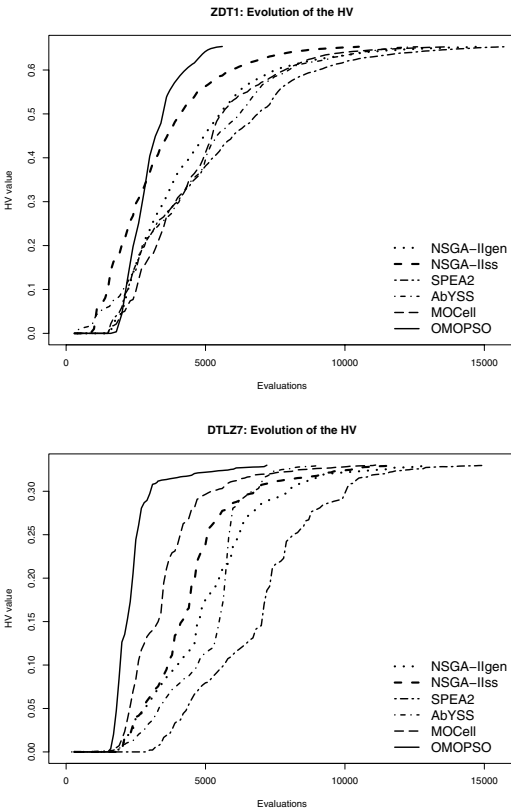 ZDT1: Evolution of the HV
HV value
0.0
0.1
0.2
0.3
0.4
0.5
0.6
NSGA−IIgen
NSGA−IIss
SPEA2
AbYSS
MOCell
OMOPSO
0
5000
10000
15000
Evaluations
DTLZ7: Evolution of the HV
HV value
0.00
0.05
0.10
0.15
0.20
0.25
0.30
NSGA−IIgen
NSGA−IIss
SPEA2
AbYSS
MOCell
OMOPSO
0
5000
10000
15000
Evaluations